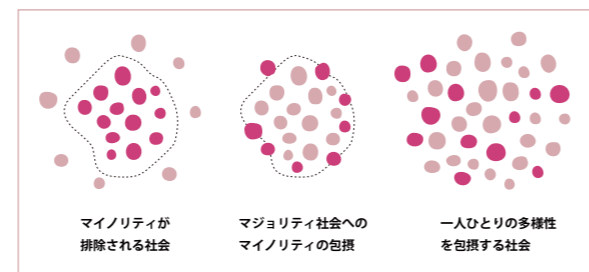 マイノリティが
排除される社会
マジョリティ社会への
マイノリティの包摂
一人ひとりの多様性
を包摂する社会